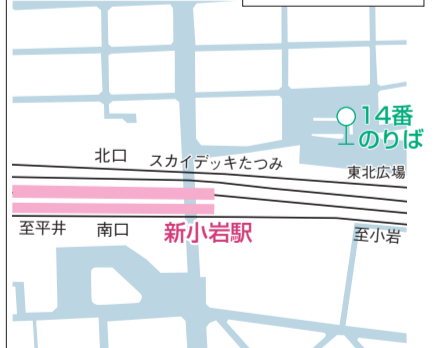 14番
のりば
北口
スカイデッキたつみ
東北広場
至平井
南口
新小岩駅
至小岩